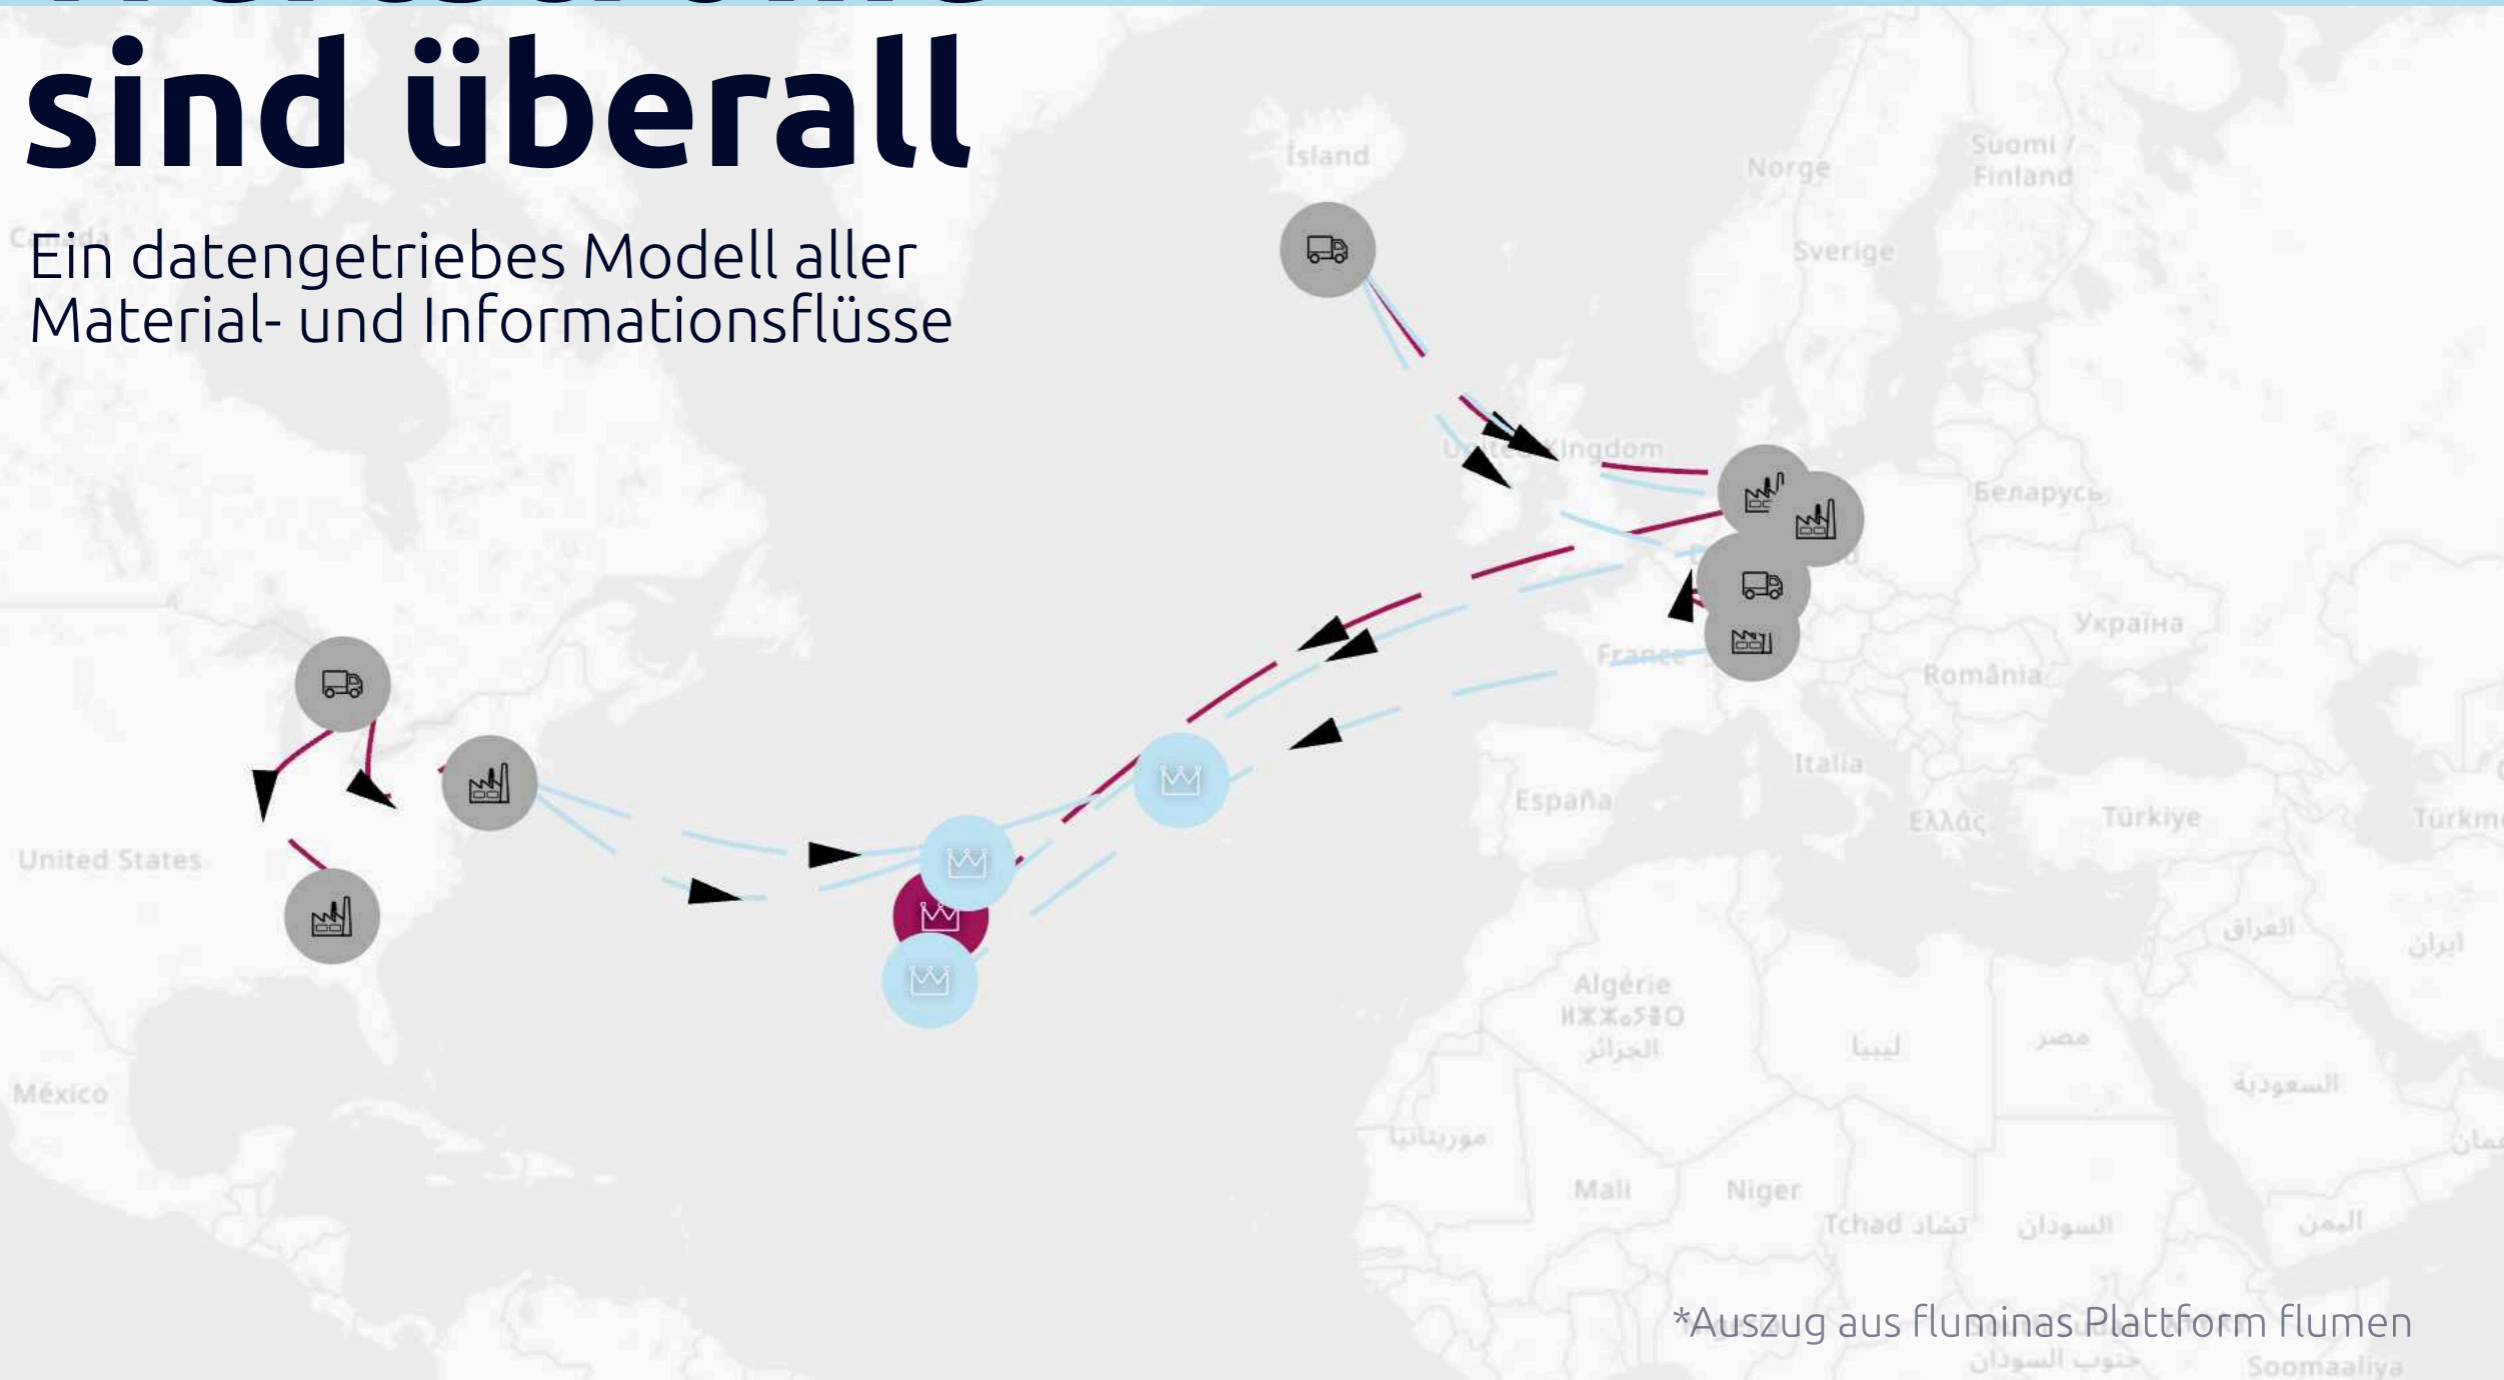 sind überall
Ein datengetriebes Modell aller
Material- und Informationsflüsse
Canada
Ísland
Norge
Suomi /
Finland
Sverige
United Kingdom
Беларусь
Україна
France
România
Italia
España
Ελλάς
Türkiye
United States
العراق
ايران
Algérie
ⵍⵣⵣⴰⵢⴻⵔ
الجزائر
ليبيا
مصر
السعودية
México
موريتانيا
Mali
Niger
Tchad تشاد
السودان
اليمن
*Auszug aus fluminas Plattform flumen
جنوب السودان
Soomaaliya